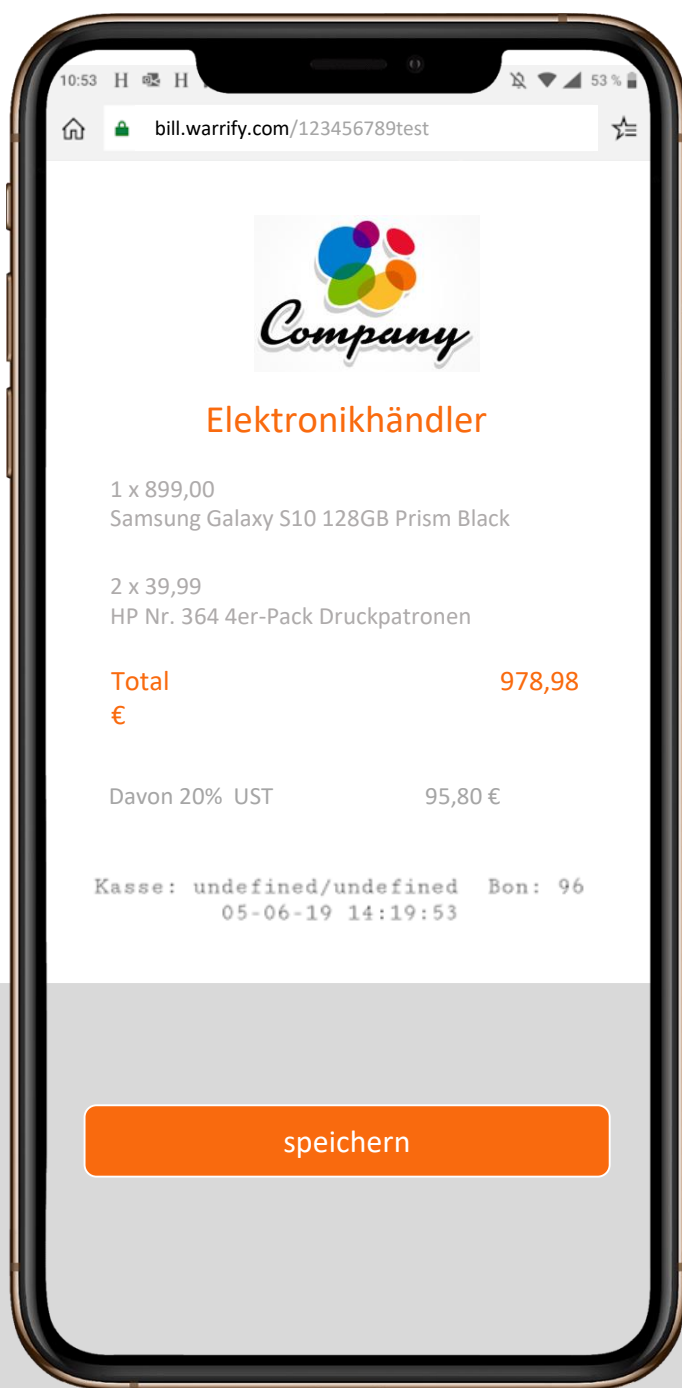 10:53 H H 53 %
bill.warrify.com/123456789test
Company
Elektronikhändler
1 x 899,00
Samsung Galaxy S10 128GB Prism Black
2 x 39,99
HP Nr. 364 4er-Pack Druckpatronen
Total 978,98
€
Davon 20% UST 95,80 €
Kasse: undefined/undefined Bon: 96
05-06-19 14:19:53
speichern